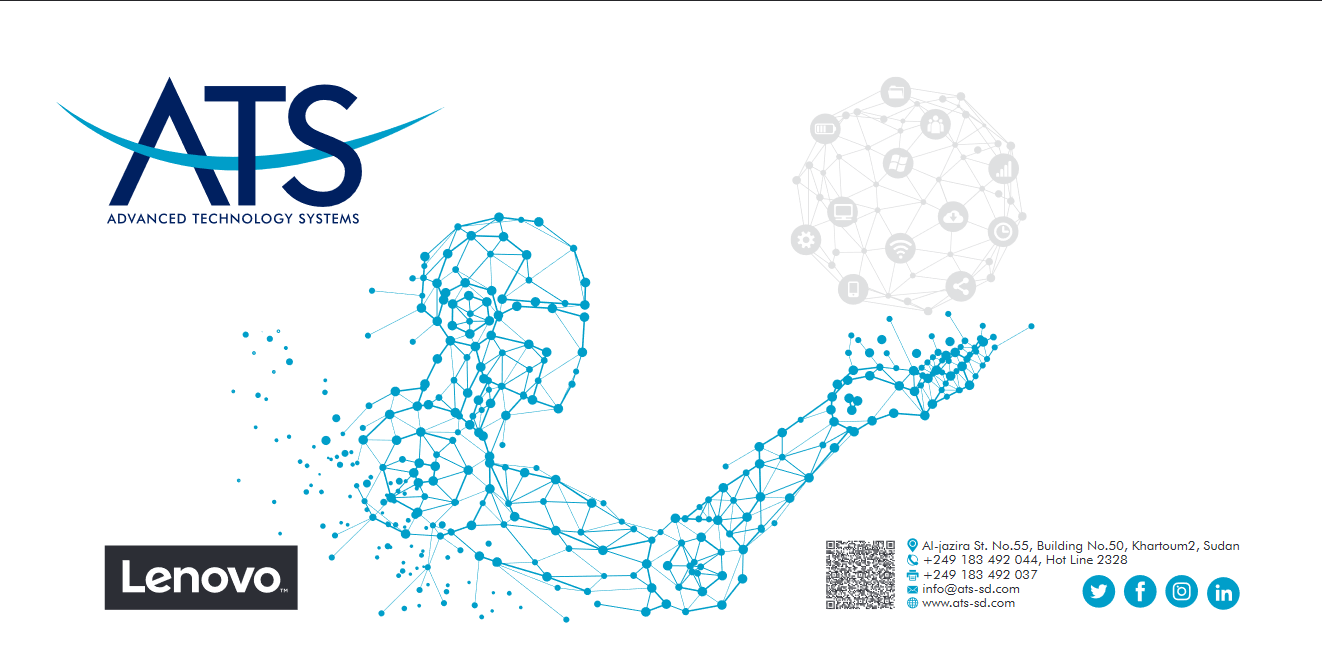 ATS
ADVANCED TECHNOLOGY SYSTEMS
Lenovo™
Al-jazira St. No.55, Building No.50, Khartoum2, Sudan
+249 183 492 044, Hot Line 2328
+249 183 492 037
info@ats-sd.com
www.ats-sd.com